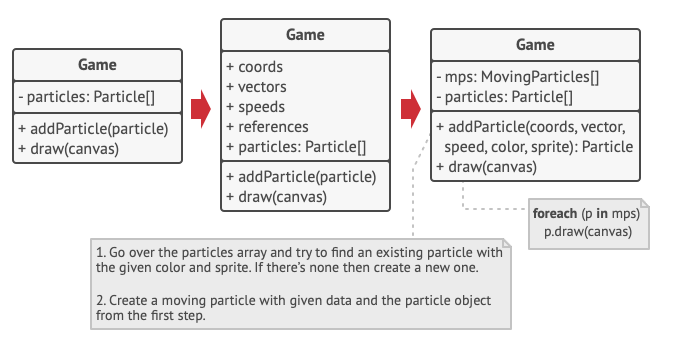 Game
- particles: Particle[]
+ addParticle(particle)
+ draw(canvas)
Game
+ coords
+ vectors
+ speeds
+ references
+ particles: Particle[]
+ addParticle(particle)
+ draw(canvas)
Game
- mps: MovingParticles[]
- particles: Particle[]
+ addParticle(coords, vector,
speed, color, sprite): Particle
+ draw(canvas)
foreach (p in mps)
p.draw(canvas)
1. Go over the particles array and try to find an existing particle with
the given color and sprite. If there's none then create a new one.
2. Create a moving particle with given data and the particle object
from the first step.